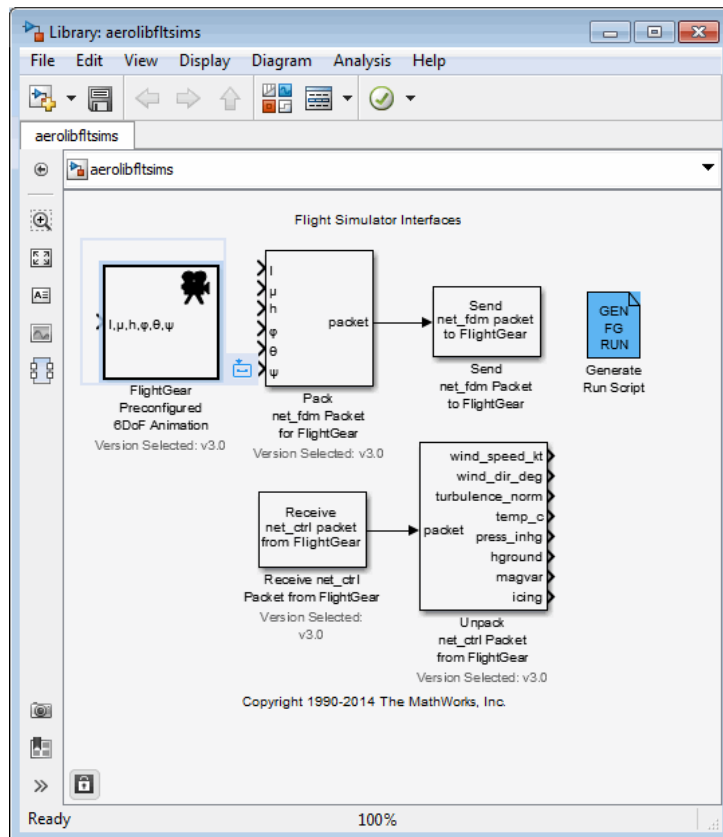 Library: aerolibfltsims
File Edit View Display Diagram Analysis Help
aerolibfltsims
aerolibfltsims
Flight Simulator Interfaces
l,μ,h,φ,θ,ψ
FlightGear
Preconfigured
6DoF Animation
Version Selected: v3.0
l
μ
h
φ
θ
ψ
packet
Pack
net_fdm Packet
for FlightGear
Version Selected: v3.0
Send
net_fdm packet
to FlightGear
Send
net_fdm Packet
to FlightGear
GEN
FG
RUN
Generate
Run Script
Receive
net_ctrl packet
from FlightGear
Receive net_ctrl
Packet from FlightGear
Version Selected:
v3.0
packet
wind_speed_kt
wind_dir_deg
turbulence_norm
temp_c
press_inhg
hground
magvar
icing
Unpack
net_ctrl Packet
from FlightGear
Version Selected: v3.0
Copyright 1990-2014 The MathWorks, Inc.
Ready 100%